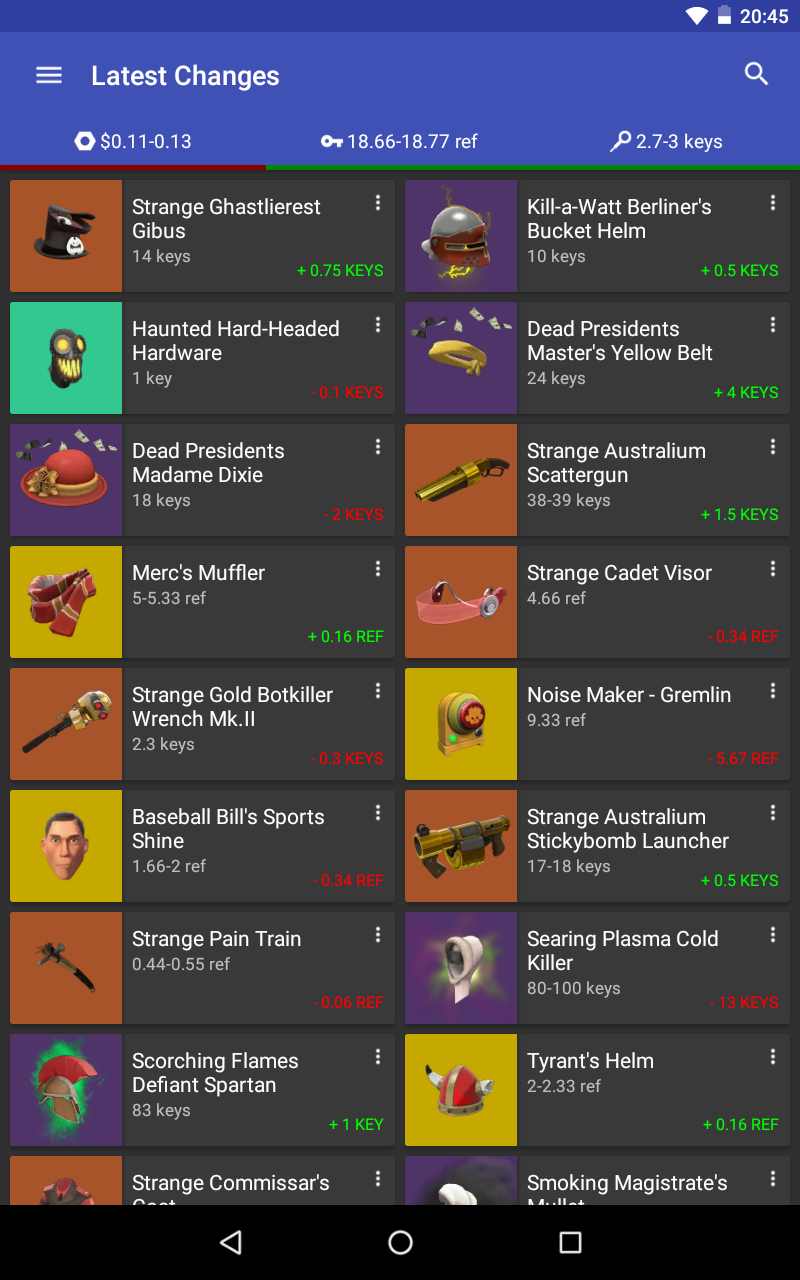 20:45
Latest Changes
$0.11-0.13
18.66-18.77 ref
2.7-3 keys
Strange Ghastlierest
Gibus
14 keys
+ 0.75 KEYS
Kill-a-Watt Berliner's
Bucket Helm
10 keys
+ 0.5 KEYS
Haunted Hard-Headed
Hardware
1 key
- 0.1 KEYS
Dead Presidents
Master's Yellow Belt
24 keys
+ 4 KEYS
Dead Presidents
Madame Dixie
18 keys
- 2 KEYS
Strange Australium
Scattergun
38-39 keys
+ 1.5 KEYS
Merc's Muffler
5-5.33 ref
+ 0.16 REF
Strange Cadet Visor
4.66 ref
- 0.34 REF
Strange Gold Botkiller
Wrench Mk.II
2.3 keys
- 0.3 KEYS
Noise Maker - Gremlin
9.33 ref
- 5.67 REF
Baseball Bill's Sports
Shine
1.66-2 ref
- 0.34 REF
Strange Australium
Stickybomb Launcher
17-18 keys
+ 0.5 KEYS
Strange Pain Train
0.44-0.55 ref
- 0.06 REF
Searing Plasma Cold
Killer
80-100 keys
- 13 KEYS
Scorching Flames
Defiant Spartan
83 keys
+ 1 KEY
Tyrant's Helm
2-2.33 ref
+ 0.16 REF
Strange Commissar's
Coat
Smoking Magistrate's
Mullet